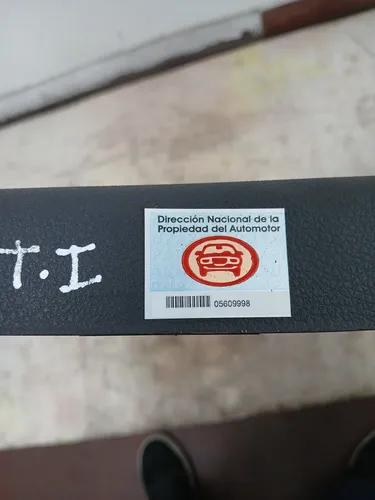 Dirección Nacional de la
Propiedad del Automotor
T.I
05609998